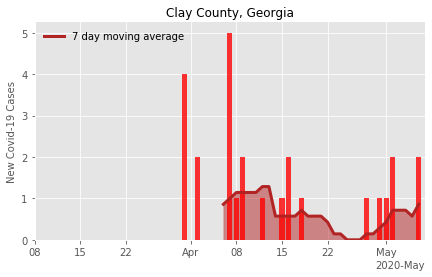 Clay County, Georgia
7 day moving average
New Covid-19 Cases
5
4
3
2
1
0
08 15 22 Apr 08 15 22 May
2020-May